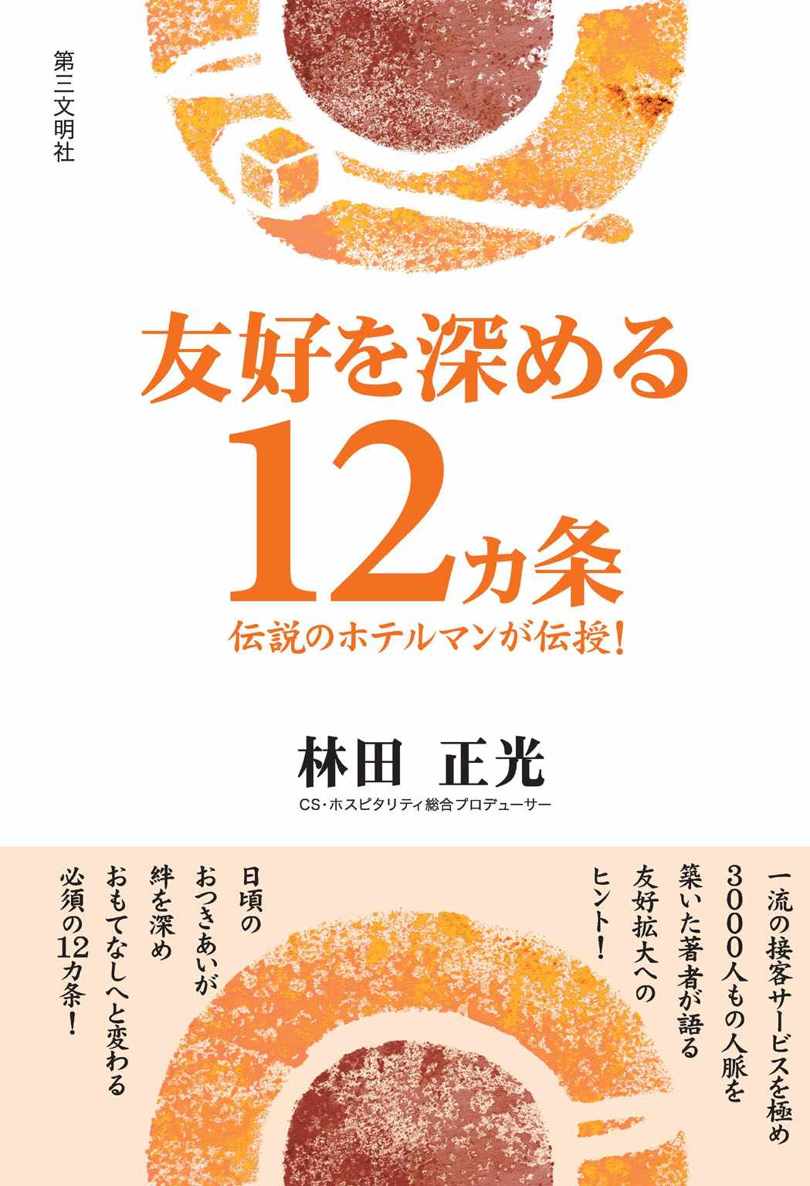 第三文明社
友好を深める
12カ条
伝説のホテルマンが伝授!
林田 正光
CS・ホスピタリティ総合プロデューサー
一流の接客サービスを極め
3000人もの人脈を
築いた著者が語る
友好拡大への
ヒント!
日頃の
おつきあいが
絆を深め
おもてなしへと変わる
必須の12カ条!